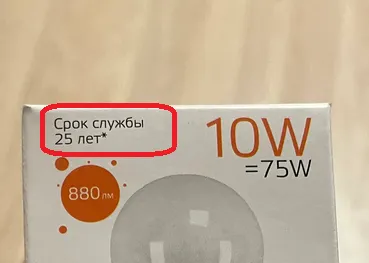 Срок службы
25 лет*
10W
=75W
880 лм